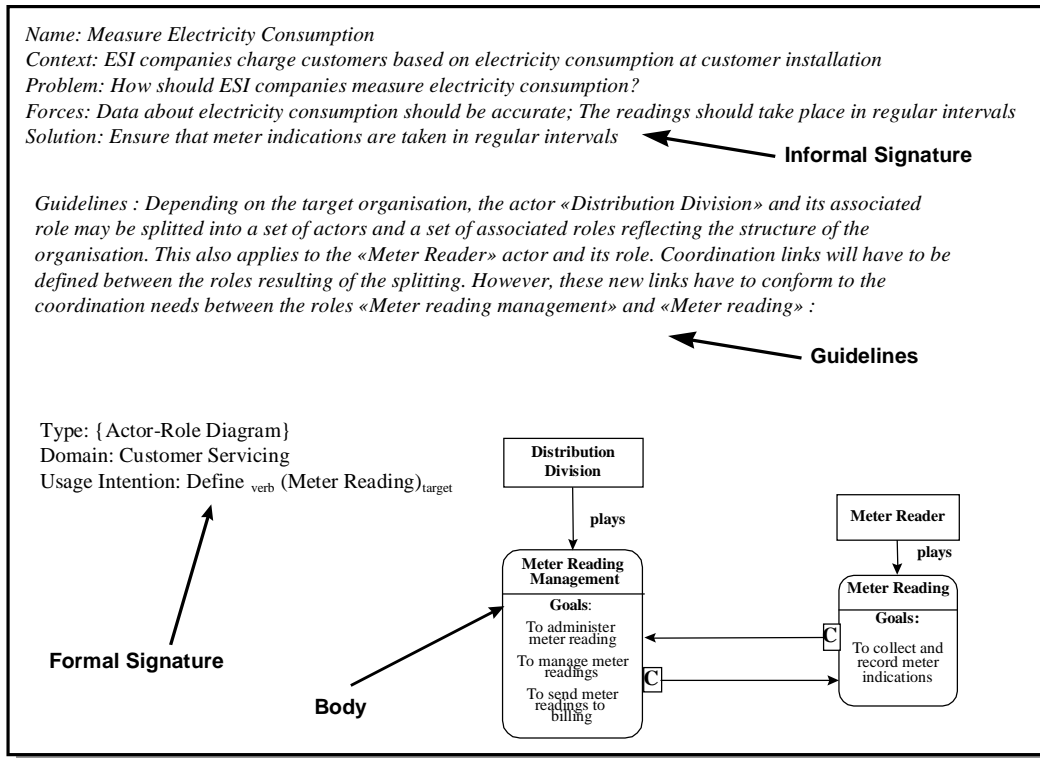 Name: Measure Electricity Consumption
Context: ESI companies charge customers based on electricity consumption at customer installation
Problem: How should ESI companies measure electricity consumption?
Forces: Data about electricity consumption should be accurate; The readings should take place in regular intervals
Solution: Ensure that meter indications are taken in regular intervals
Informal Signature
Guidelines : Depending on the target organisation, the actor «Distribution Division» and its associated
role may be splitted into a set of actors and a set of associated roles reflecting the structure of the
organisation. This also applies to the «Meter Reader» actor and its role. Coordination links will have to be
defined between the roles resulting of the splitting. However, these new links have to conform to the
coordination needs between the roles «Meter reading management» and «Meter reading» :
Guidelines
Type: {Actor-Role Diagram}
Domain: Customer Servicing
Usage Intention: Define verb (Meter Reading)target
Formal Signature
Body
Distribution
Division
plays
Meter Reading
Management
Goals:
To administer
meter reading
To manage meter
readings
To send meter
readings to
billing
C
C
Meter Reader
plays
Meter Reading
Goals:
To collect and
record meter
indications